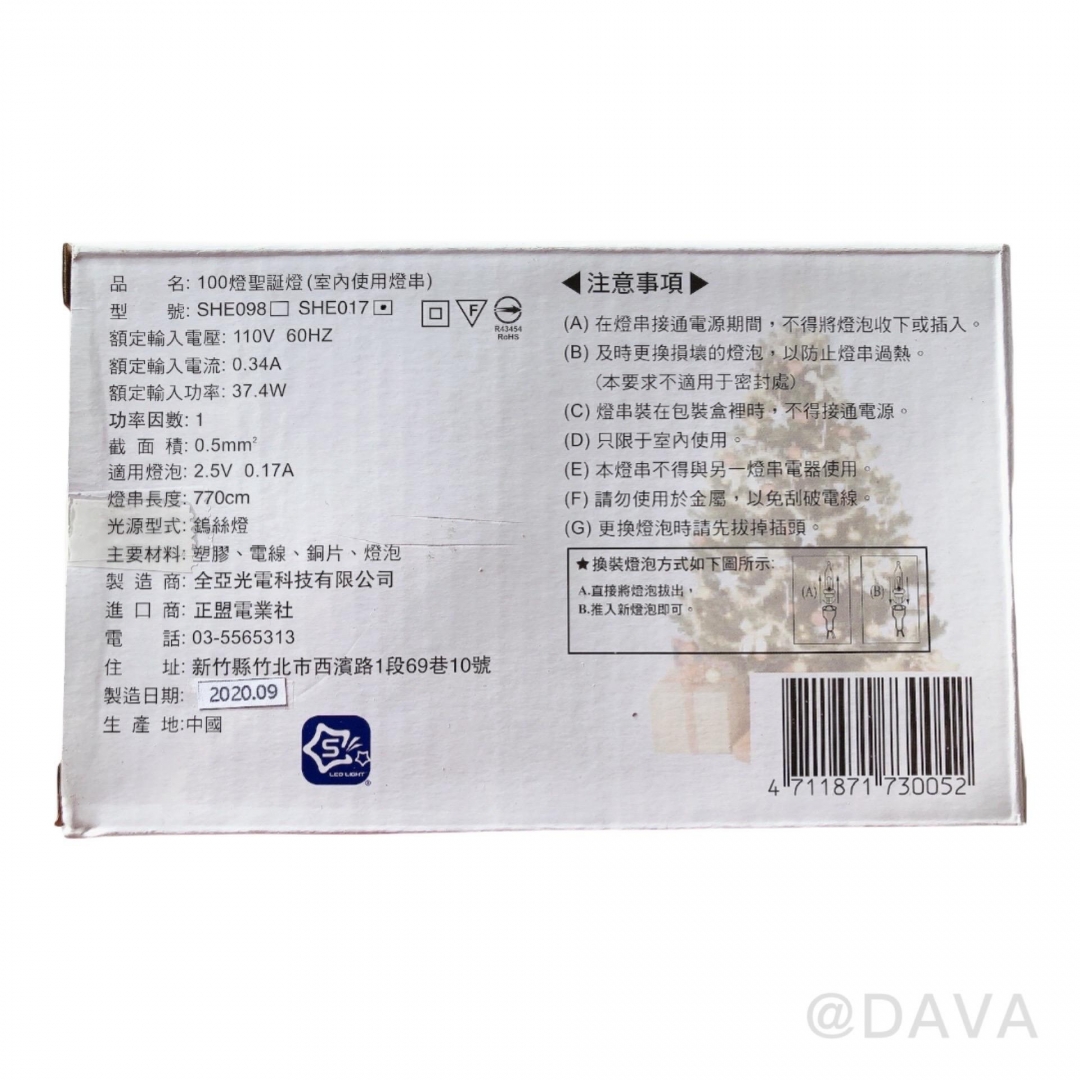 品 名: 100燈聖誕燈(室內使用燈串)
型 號: SHE098□ SHE017▣
F
R43454
RoHS
額定輸入電壓: 110V 60HZ
額定輸入電流: 0.34A
額定輸入功率: 37.4W
功率因數: 1
截 面 積: 0.5mm²
適用燈泡: 2.5V 0.17A
燈串長度: 770cm
光源型式: 鎢絲燈
主要材料: 塑膠、電線、銅片、燈泡
製 造 商: 全亞光電科技有限公司
進 口 商: 正盟電業社
電 話: 03-5565313
住 址: 新竹縣竹北市西濱路1段69巷10號
製造日期: 2020.09
生 產 地:中國
S
LED LIGHT
®
◀注意事項▶
(A) 在燈串接通電源期間，不得將燈泡收下或插入。
(B) 及時更換損壞的燈泡，以防止燈串過熱。
(本要求不適用于密封處)
(C) 燈串裝在包裝盒裡時，不得接通電源。
(D) 只限于室內使用。
(E) 本燈串不得與另一燈串電器使用。
(F) 請勿使用於金屬，以免刮破電線。
(G) 更換燈泡時請先拔掉插頭。
★換裝燈泡方式如下圖所示:
A.直接將燈泡拔出，
B.推入新燈泡即可。
(A)
(B)
4 711871 730052
@DAVA